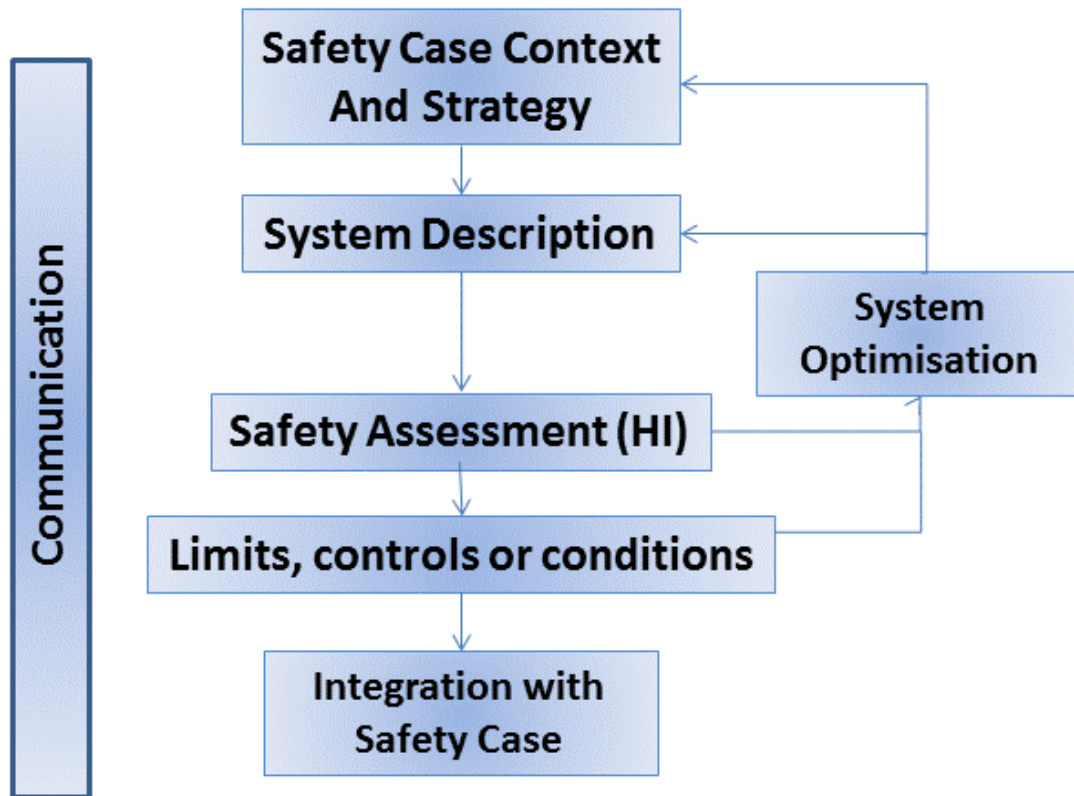 Communication
Safety Case Context
And Strategy
System Description
System
Optimisation
Safety Assessment (HI)
Limits, controls or conditions
Integration with
Safety Case